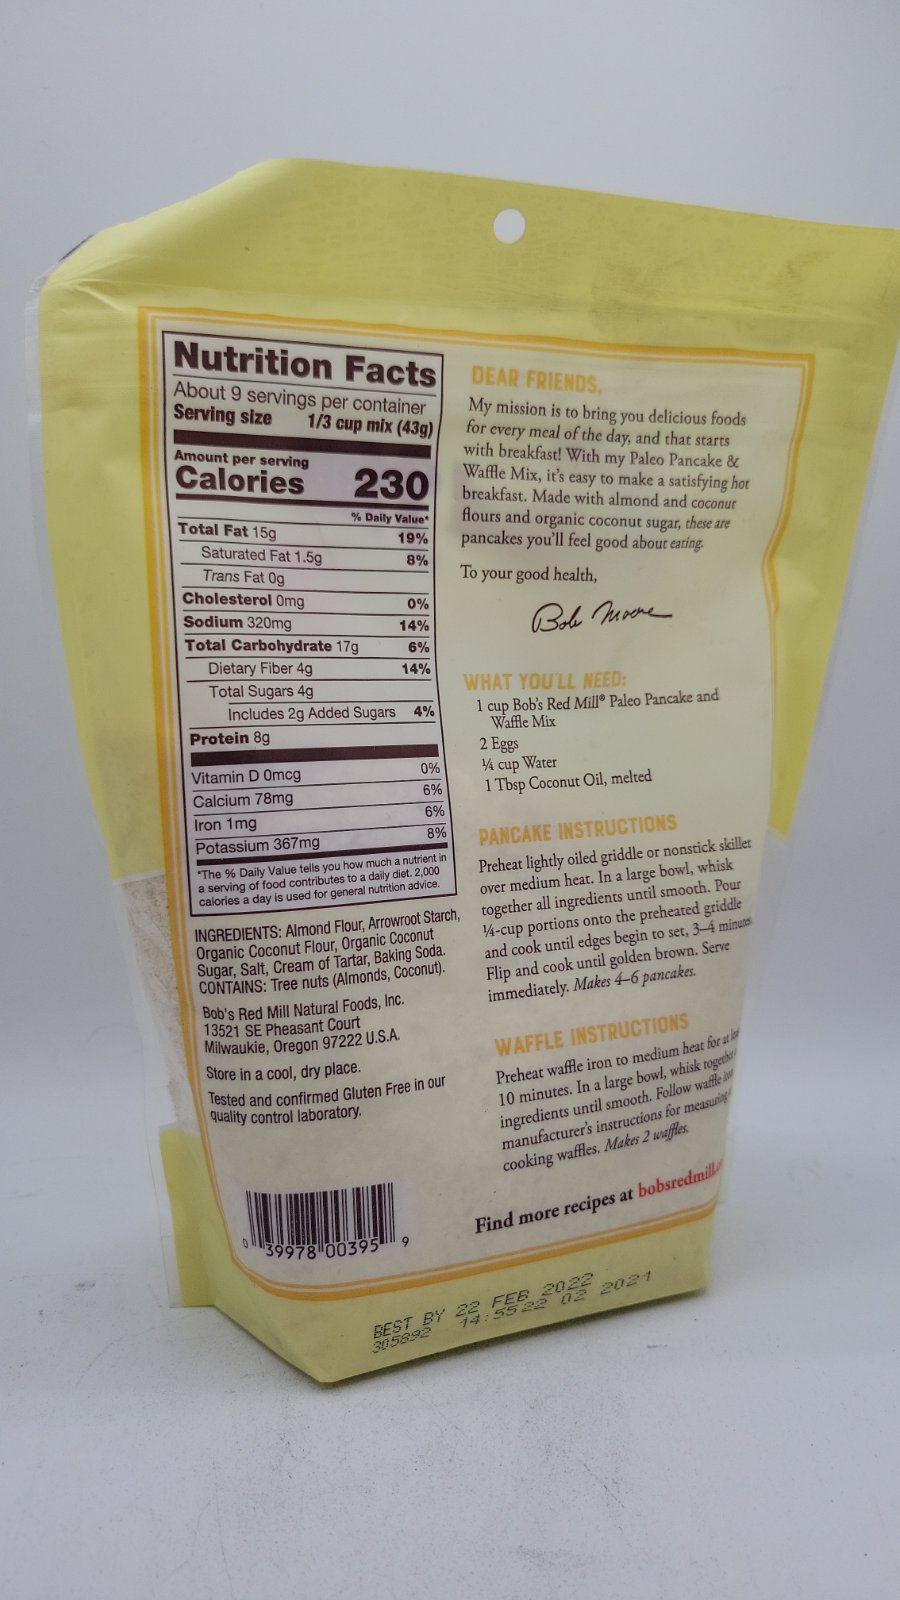 Nutrition Facts
About 9 servings per container
Serving size 1/3 cup mix (43g)
Amount per serving
Calories 230
% Daily Value*
Total Fat 15g 19%
Saturated Fat 1.5g 8%
Trans Fat 0g
Cholesterol 0mg 0%
Sodium 320mg 14%
Total Carbohydrate 17g 6%
Dietary Fiber 4g 14%
Total Sugars 4g
Includes 2g Added Sugars 4%
Protein 8g
Vitamin D 0mcg 0%
Calcium 78mg 6%
Iron 1mg 6%
Potassium 367mg 8%
*The % Daily Value tells you how much a nutrient in
a serving of food contributes to a daily diet. 2,000
calories a day is used for general nutrition advice.
INGREDIENTS: Almond Flour, Arrowroot Starch,
Organic Coconut Flour, Organic Coconut
Sugar, Salt, Cream of Tartar, Baking Soda.
CONTAINS: Tree nuts (Almonds, Coconut).
Bob's Red Mill Natural Foods, Inc.
13521 SE Pheasant Court
Milwaukie, Oregon 97222 U.S.A.
Store in a cool, dry place.
Tested and confirmed Gluten Free in our
quality control laboratory.
0 39978 00395 9
DEAR FRIENDS,
My mission is to bring you delicious foods
for every meal of the day, and that starts
with breakfast! With my Paleo Pancake &
Waffle Mix, it's easy to make a satisfying hot
breakfast. Made with almond and coconut
flours and organic coconut sugar, these are
pancakes you'll feel good about eating.
To your good health,
Bob Moore
WHAT YOU'LL NEED:
1 cup Bob's Red Mill® Paleo Pancake and
Waffle Mix
2 Eggs
¼ cup Water
1 Tbsp Coconut Oil, melted
PANCAKE INSTRUCTIONS
Preheat lightly oiled griddle or nonstick skillet
over medium heat. In a large bowl, whisk
together all ingredients until smooth. Pour
¼-cup portions onto the preheated griddle
and cook until edges begin to set, 3–4 minutes.
Flip and cook until golden brown. Serve
immediately. Makes 4–6 pancakes.
WAFFLE INSTRUCTIONS
Preheat waffle iron to medium heat for at
10 minutes. In a large bowl, whisk together
ingredients until smooth. Follow waffle
manufacturer's instructions for measuring
cooking waffles. Makes 2 waffles.
Find more recipes at bobsredmill.
BEST BY 22 FEB 2022
305892 14:55 22 02 2021